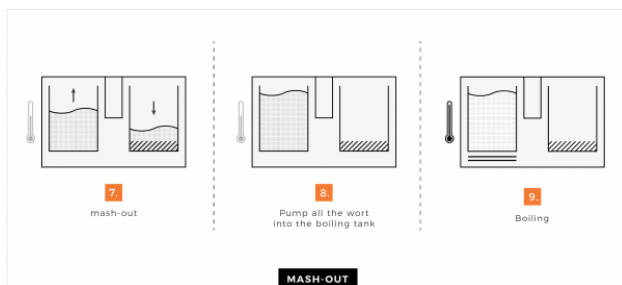 7.
mash-out
8.
Pump all the wort
into the boiling tank
9.
Boiling
MASH-OUT